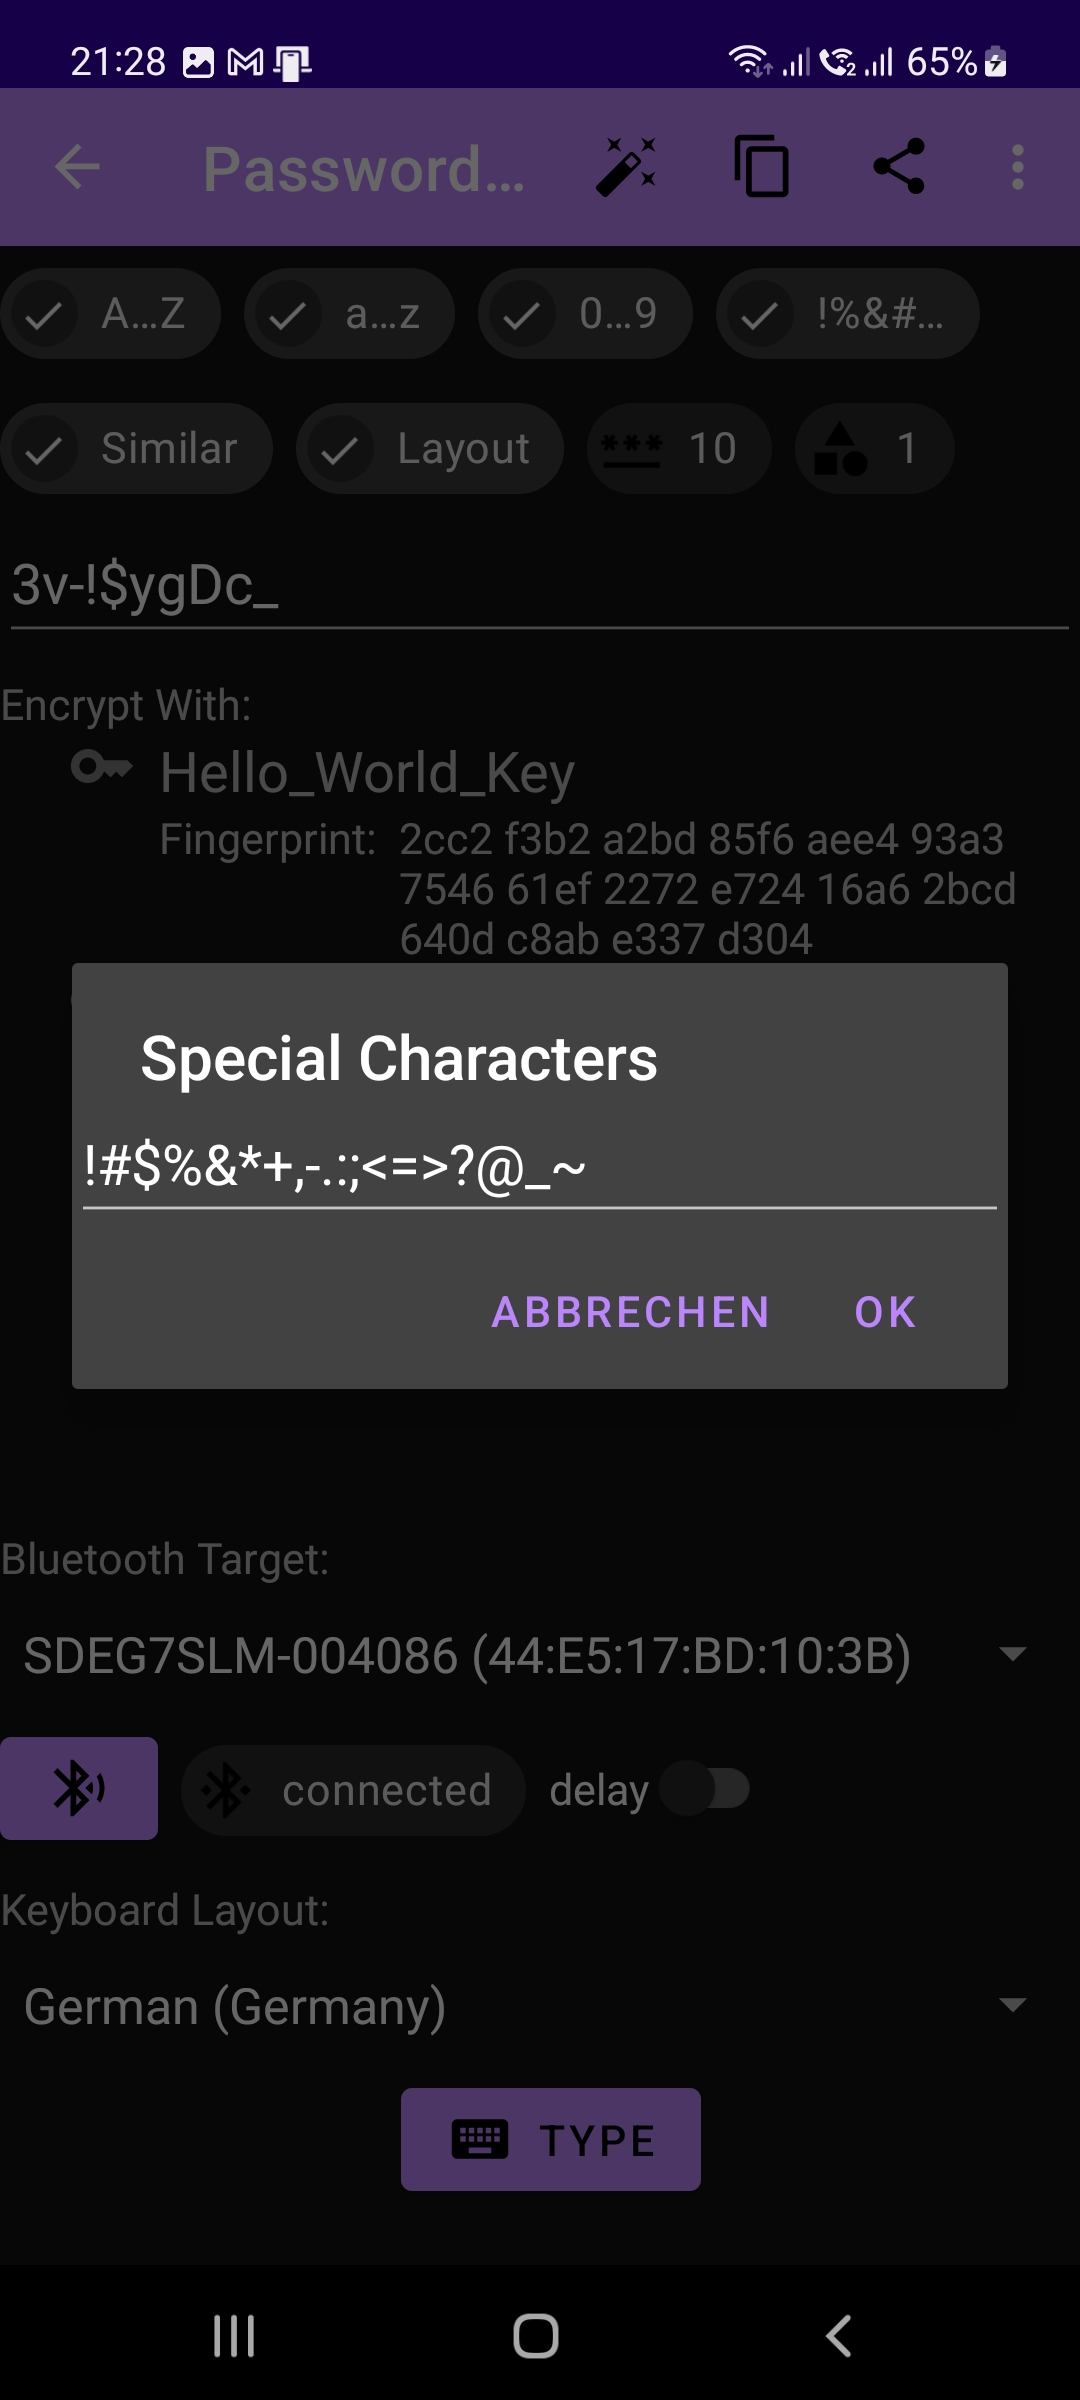 21:28 65%
Password...
A...Z a...z 0...9 !%&#...
Similar Layout *** 10 1
3v-!$ygDc_
Encrypt With:
Hello_World_Key
Fingerprint: 2cc2 f3b2 a2bd 85f6 aee4 93a3
7546 61ef 2272 e724 16a6 2bcd
640d c8ab e337 d304
Special Characters
!#$%&*+,-.:;<=>?@_~
ABBRECHEN OK
Bluetooth Target:
SDEG7SLM-004086 (44:E5:17:BD:10:3B)
connected delay
Keyboard Layout:
German (Germany)
TYPE